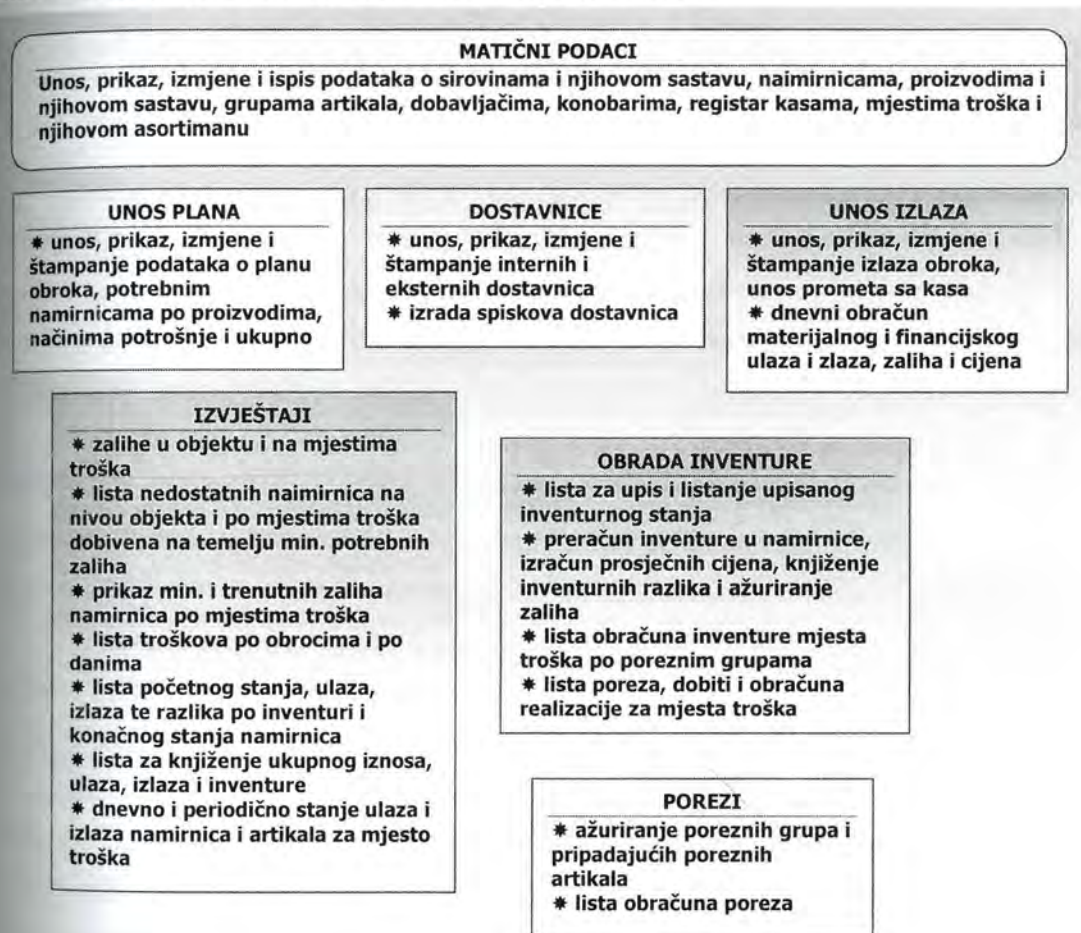 MATIČNI PODACI
Unos, prikaz, izmjene i ispis podataka o sirovinama i njihovom sastavu, naimirnicama, proizvodima i
njihovom sastavu, grupama artikala, dobavljačima, konobarima, registar kasama, mjestima troška i
njihovom asortimanu
UNOS PLANA
* unos, prikaz, izmjene i
štampanje podataka o planu
obroka, potrebnim
namirnicama po proizvodima,
načinima potrošnje i ukupno
DOSTAVNICE
* unos, prikaz, izmjene i
štampanje internih i
eksternih dostavnica
* izrada spiskova dostavnica
UNOS IZLAZA
* unos, prikaz, izmjene i
štampanje izlaza obroka,
unos prometa sa kasa
* dnevni obračun
materijalnog i financijskog
ulaza i zlaza, zaliha i cijena
IZVJEŠTAJI
* zalihe u objektu i na mjestima
troška
* lista nedostatnih naimirnica na
nivou objekta i po mjestima troška
dobivena na temelju min. potrebnih
zaliha
* prikaz min. i trenutnih zaliha
namirnica po mjestima troška
* lista troškova po obrocima i po
danima
* lista početnog stanja, ulaza,
izlaza te razlika po inventuri i
konačnog stanja namirnica
* lista za knjiženje ukupnog iznosa,
ulaza, izlaza i inventure
* dnevno i periodično stanje ulaza i
izlaza namirnica i artikala za mjesto
troška
OBRADA INVENTURE
* lista za upis i listanje upisanog
inventurnog stanja
* preračun inventure u namirnice,
izračun prosječnih cijena, knjiženje
inventurnih razlika i ažuriranje
zaliha
* lista obračuna inventure mjesta
troška po poreznim grupama
* lista poreza, dobiti i obračuna
realizacije za mjesta troška
POREZI
* ažuriranje poreznih grupa i
pripadajućih poreznih
artikala
* lista obračuna poreza